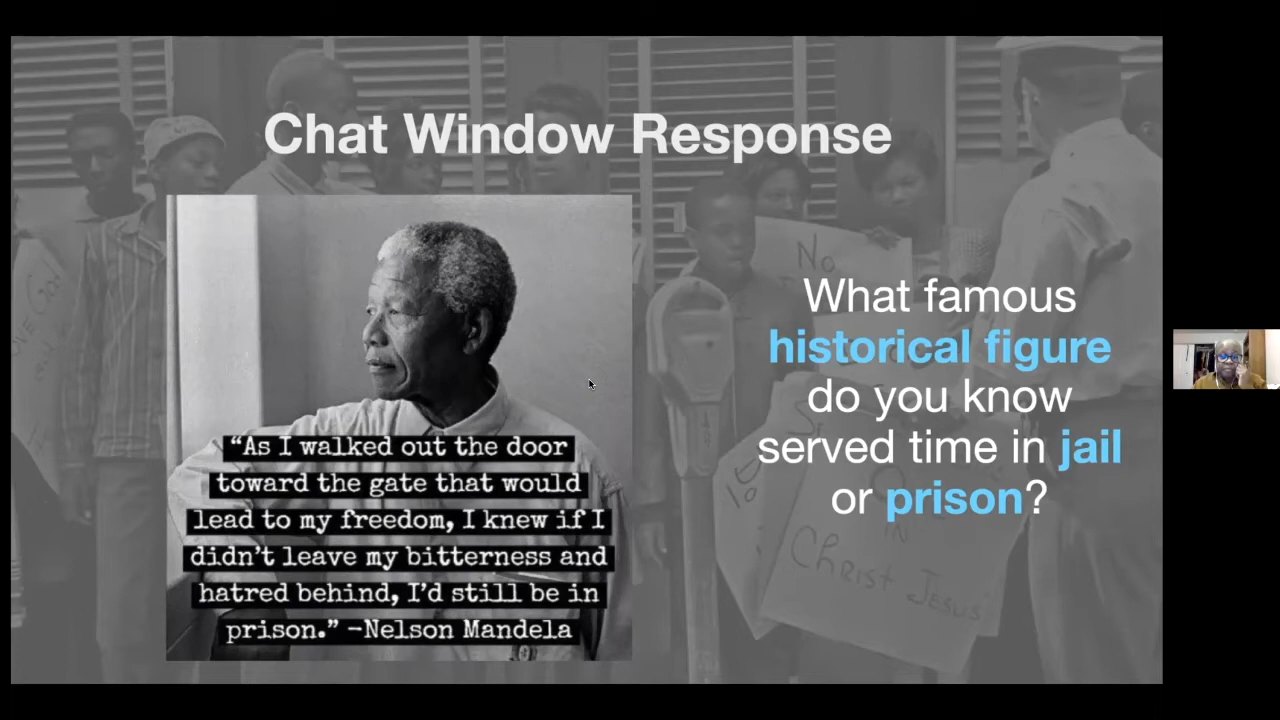 Chat Window Response
“As I walked out the door
toward the gate that would
lead to my freedom, I knew if I
didn’t leave my bitterness and
hatred behind, I’d still be in
prison.” –Nelson Mandela
What famous
historical figure
do you know
served time in jail
or prison?
No
IN
Christ Jesus